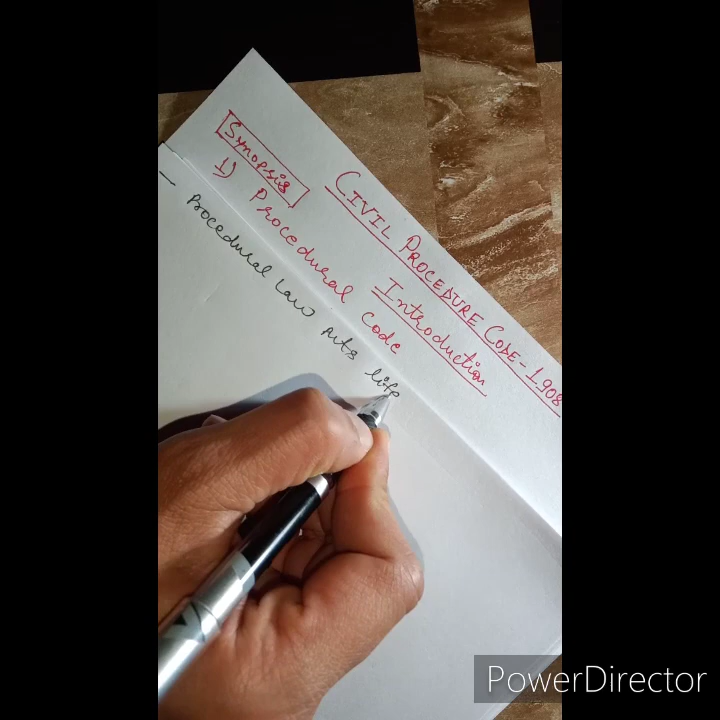 CIVIL PROCEDURE CODE - 1908
Introduction
Synopsis
1) Procedural Code
— Procedural Law puts life
PowerDirector